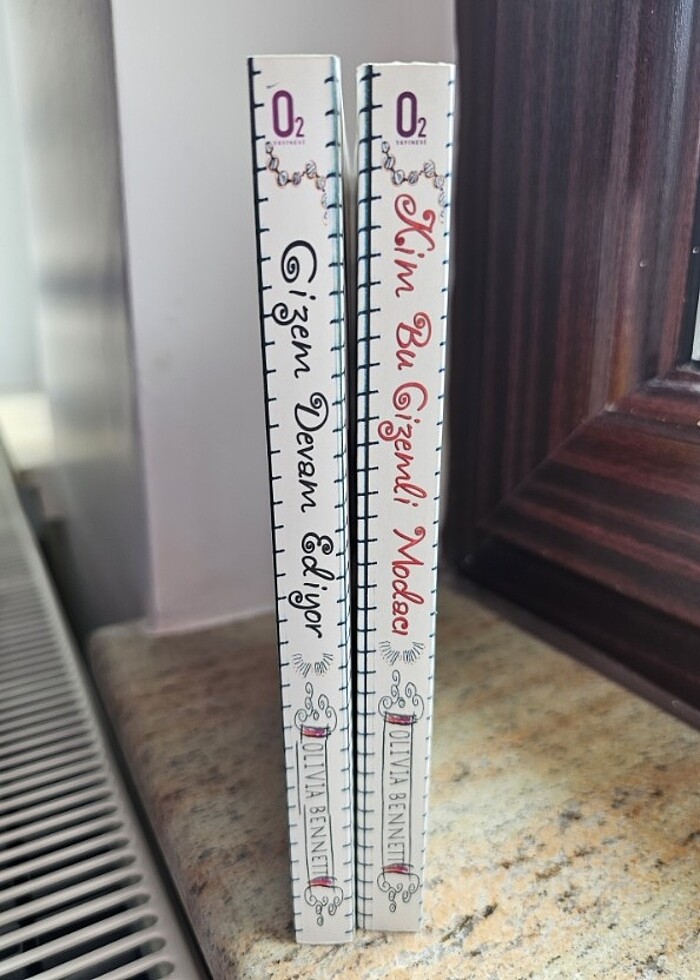 O2
YAYINEVİ
Gizem Devam Ediyor
OLIVIA BENNETT
O2
YAYINEVİ
Kim Bu Gizemli Modacı
OLIVIA BENNETT